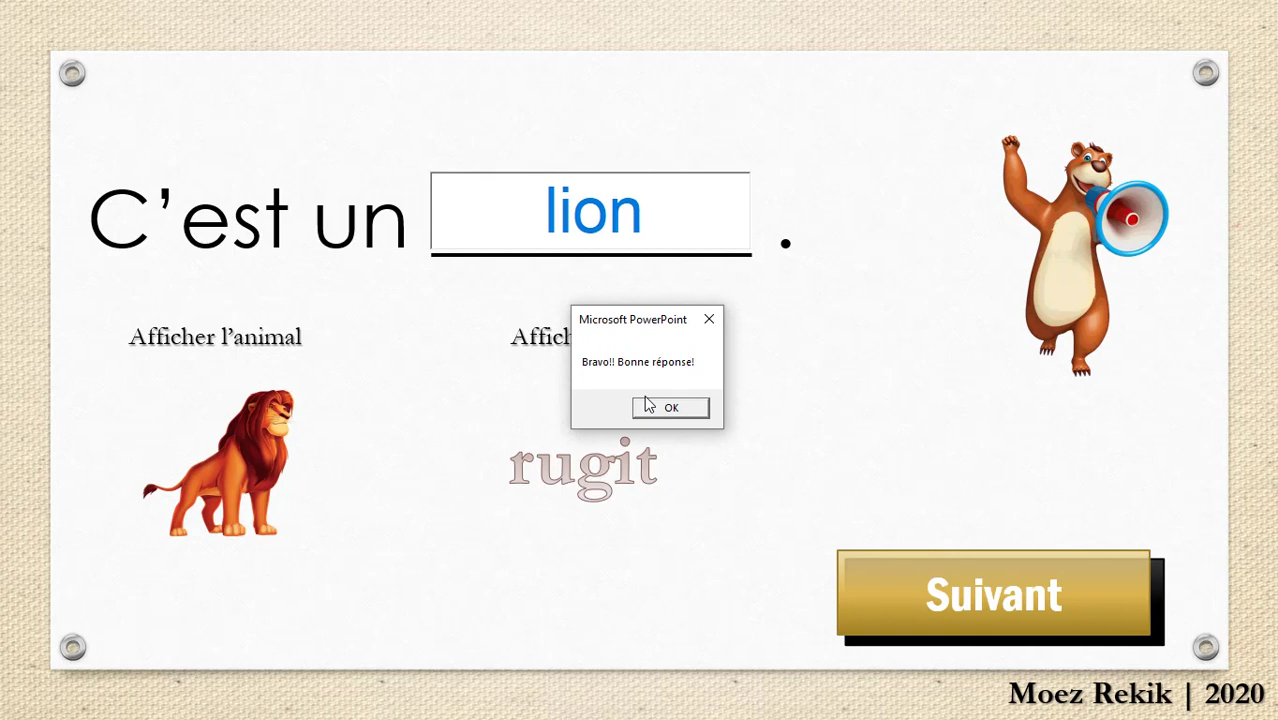 C’est un lion .
Afficher l’animal
Affich
Microsoft PowerPoint
Bravo!! Bonne réponse!
OK
rugit
Suivant
Moez Rekik | 2020